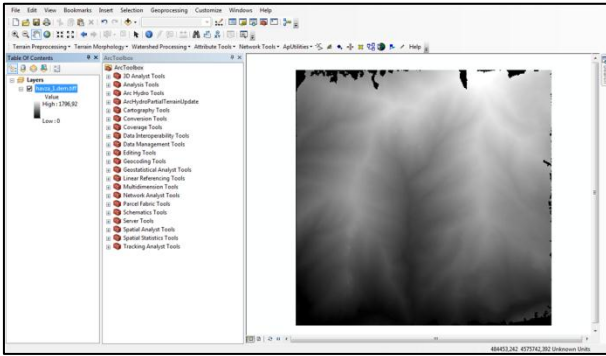 File Edit View Bookmarks Insert Selection Geoprocessing Customize Windows Help
Terrain Preprocessing Terrain Morphology Watershed Processing Attribute Tools Network Tools ApUtilities Help
Table Of Contents
Layers
Value
High : 1796,92
Low : 0
ArcToolbox
ArcToolbox
3D Analyst Tools
Analysis Tools
Arc Hydro Tools
ArcHydroPartialTerrainUpdate
Cartography Tools
Conversion Tools
Coverage Tools
Data Interoperability Tools
Data Management Tools
Editing Tools
Geocoding Tools
Geostatistical Analyst Tools
Linear Referencing Tools
Multidimension Tools
Network Analyst Tools
Parcel Fabric Tools
Schematics Tools
Server Tools
Spatial Analyst Tools
Spatial Statistics Tools
Tracking Analyst Tools
484453,242 4575742,392 Unknown Units